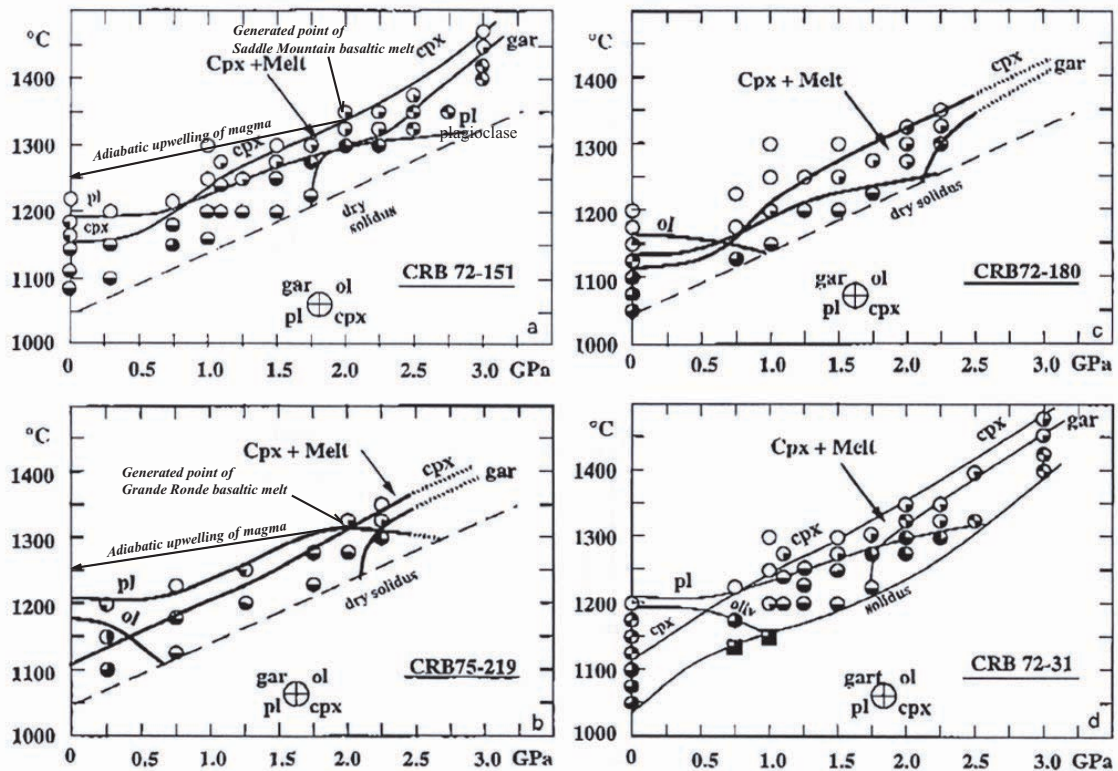 °C
1400
1300
1200
1100
1000
Generated point of
Saddle Mountain basaltic melt
Cpx +Melt
cpx
gar
Adiabatic upwelling of magma
cpx
pl
plagioclase
pl
cpx
dry
solidus
CRB 72-151
gar ol
pl cpx
a
0 0.5 1.0 1.5 2.0 2.5 3.0 GPa
°C
1400
1300
1200
1100
1000
cpx
gar
Cpx + Melt
ol
dry solidus
CRB72-180
gar ol
pl cpx
c
0 0.5 1.0 1.5 2.0 2.5 3.0 GPa
°C
1400
1300
1200
1100
1000
Cpx + Melt
cpx
gar
Generated point of
Grande Ronde basaltic melt
Adiabatic upwelling of magma
pl
ol
dry solidus
CRB75-219
gar ol
pl cpx
b
0 0.5 1.0 1.5 2.0 2.5 3.0 GPa
°C
1400
1300
1200
1100
1000
Cpx + Melt
cpx
gar
cpx
pl
oliv
cpx
solidus
CRB 72-31
gart ol
pl cpx
d
0 0.5 1.0 1.5 2.0 2.5 3.0 GPa